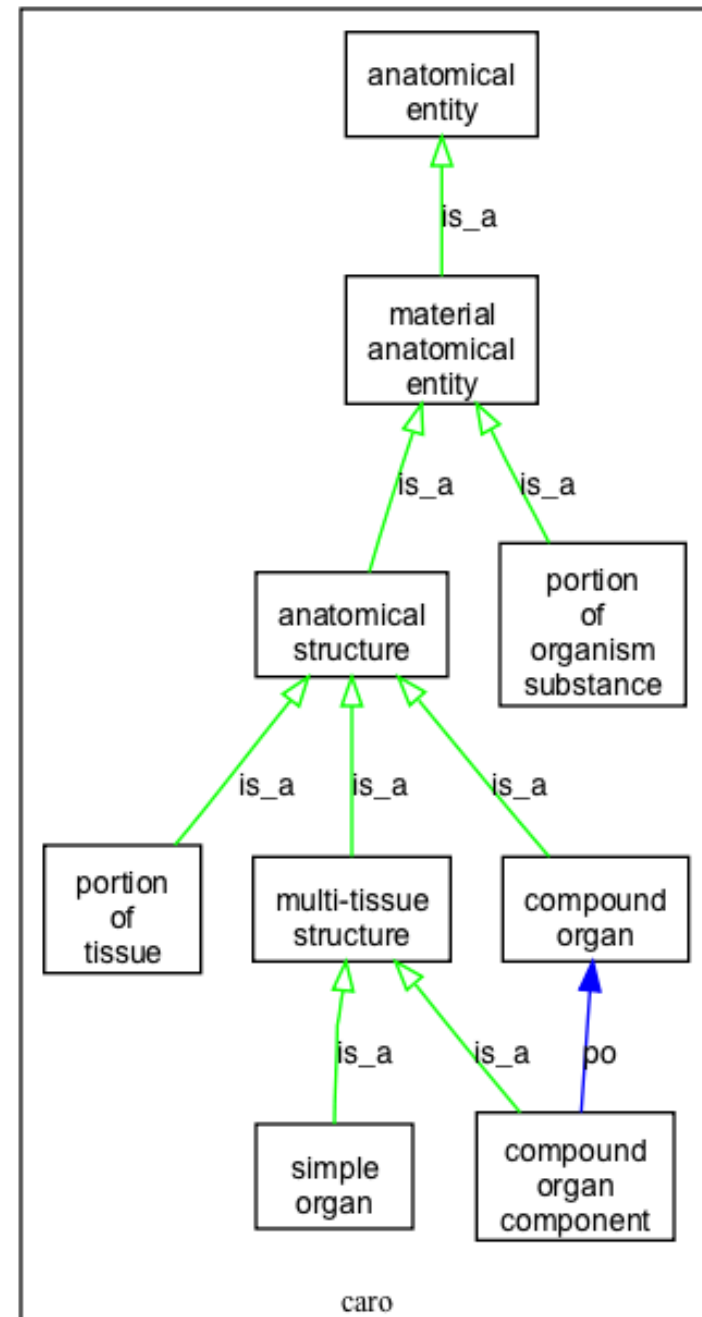 anatomical
entity
is_a
material
anatomical
entity
is_a
is_a
anatomical
structure
portion
of
organism
substance
is_a
is_a
is_a
portion
of
tissue
multi-tissue
structure
compound
organ
is_a
is_a
po
simple
organ
compound
organ
component
caro